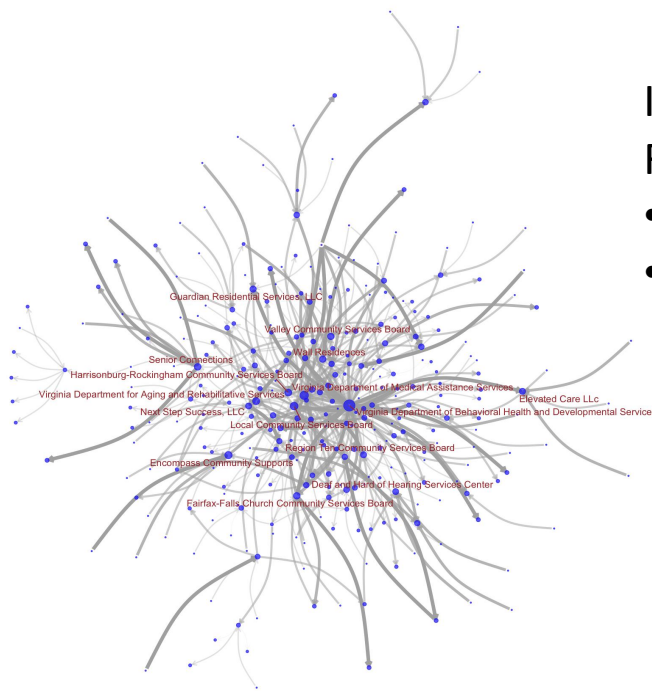 Guardian Residential Services, LLC
Valley Community Services Board
Wall Residences
Senior Connections
Harrisonburg-Rockingham Community Services Board
Virginia Department of Medical Assistance Services
Virginia Department for Aging and Rehabilitative Services
Elevated Care LLc
Next Step Success, LLC
Virginia Department of Behavioral Health and Developmental Service
Local Community Services Board
Region Ten Community Services Board
Encompass Community Supports
Deaf and Hard of Hearing Services Center
Fairfax-Falls Church Community Services Board